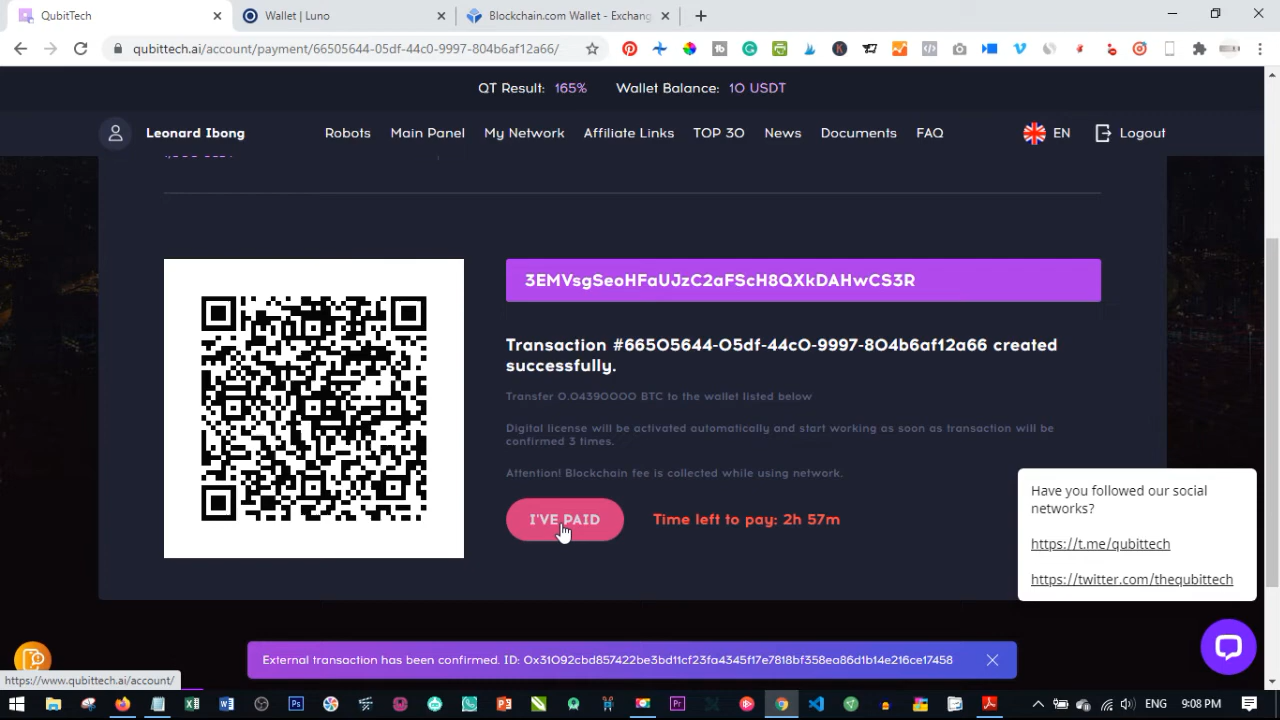 QubitTech
Wallet | Luno
Blockchain.com Wallet - Exchang
qubittech.ai/account/payment/66505644-05df-44c0-9997-804b6af12a66/
QT Result: 165% Wallet Balance: 10 USDT
Leonard Ibong
Robots Main Panel My Network Affiliate Links TOP 30 News Documents FAQ
EN Logout
3EMVsgSeoHFaUJzC2aFScH8QXkDAHwCS3R
Transaction #66505644-05df-44c0-9997-804b6af12a66 created
successfully.
Transfer 0.04390000 BTC to the wallet listed below
Digital license will be activated automatically and start working as soon as transaction will be
confirmed 3 times.
Attention! Blockchain fee is collected while using network.
I'VE PAID
Time left to pay: 2h 57m
Have you followed our social
networks?
https://t.me/qubittech
https://twitter.com/thequbittech
External transaction has been confirmed. ID: 0x31092cbd857422be3bd11cf23fa4345f17e7818bf358ea86d1b14e216ce17458
https://www.qubittech.ai/account/
ENG 9:08 PM